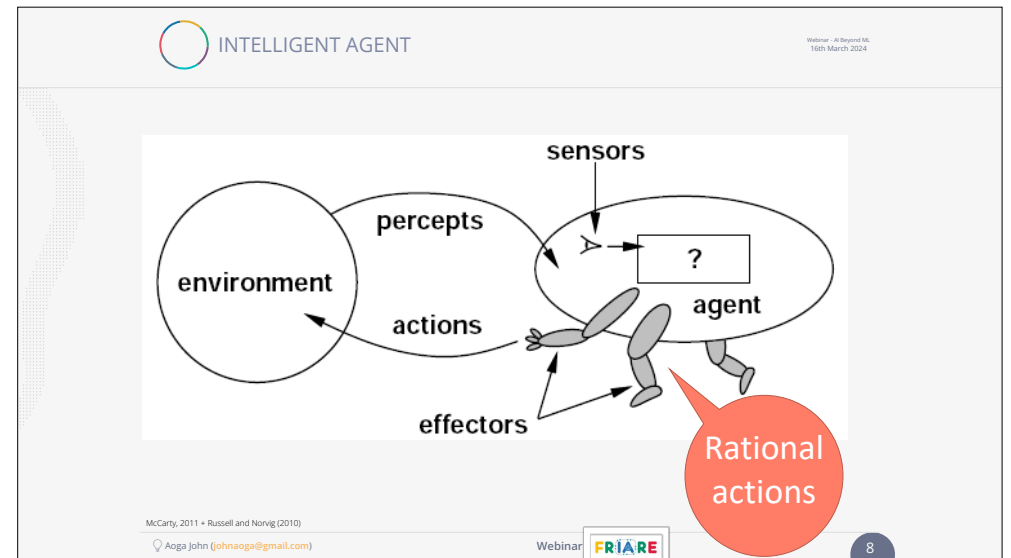 INTELLIGENT AGENT
Webinar - AI Beyond ML
16th March 2024
sensors
percepts
?
environment
agent
actions
effectors
Rational
actions
McCarty, 2011 + Russell and Norvig (2010)
Aoga John (johnaoga@gmail.com)
Webinar
FRIARE
8